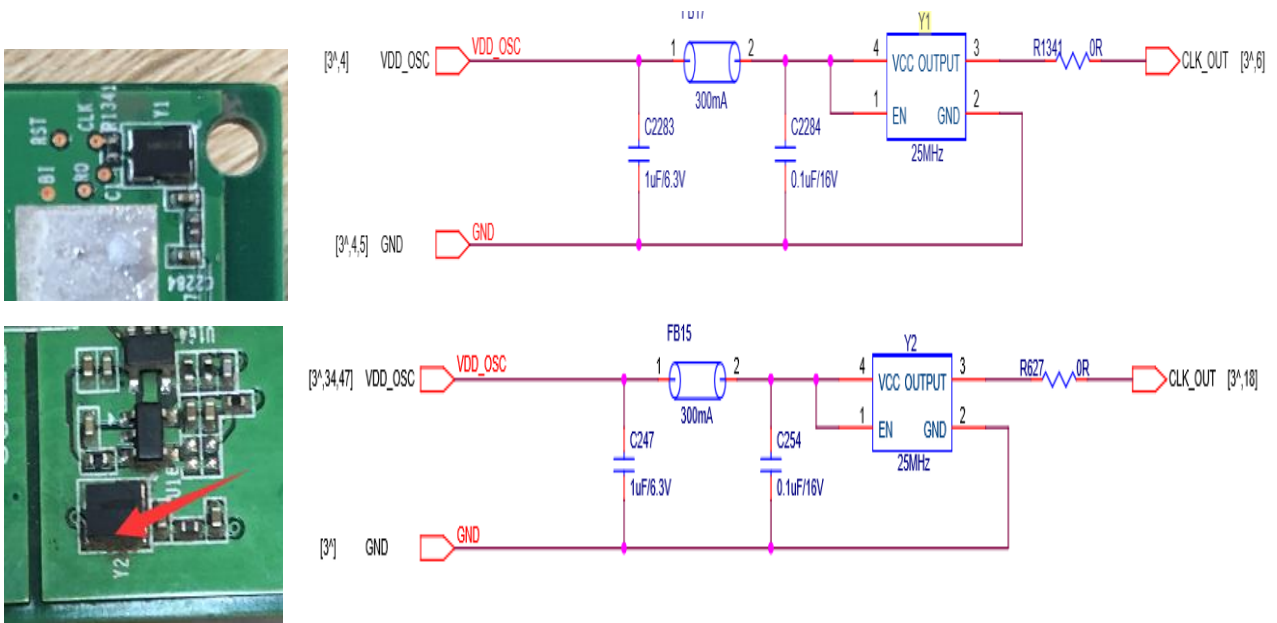 RST
CLK
R1341
Y1
BI
RO
C2284
VDD_OSC
[3^,4] VDD_OSC
1 2
300mA
C2283
1uF/6.3V
C2284
0.1uF/16V
Y1
4 VCC OUTPUT 3
1 EN GND 2
25MHz
R1341 0R
CLK_OUT [3^,6]
[3^,4,5] GND GND
Y2
FB15
[3^,34,47] VDD_OSC VDD_OSC
1 2
300mA
C247
1uF/6.3V
C254
0.1uF/16V
Y2
4 VCC OUTPUT 3
1 EN GND 2
25MHz
R627 0R
CLK_OUT [3^,18]
[3^] GND GND